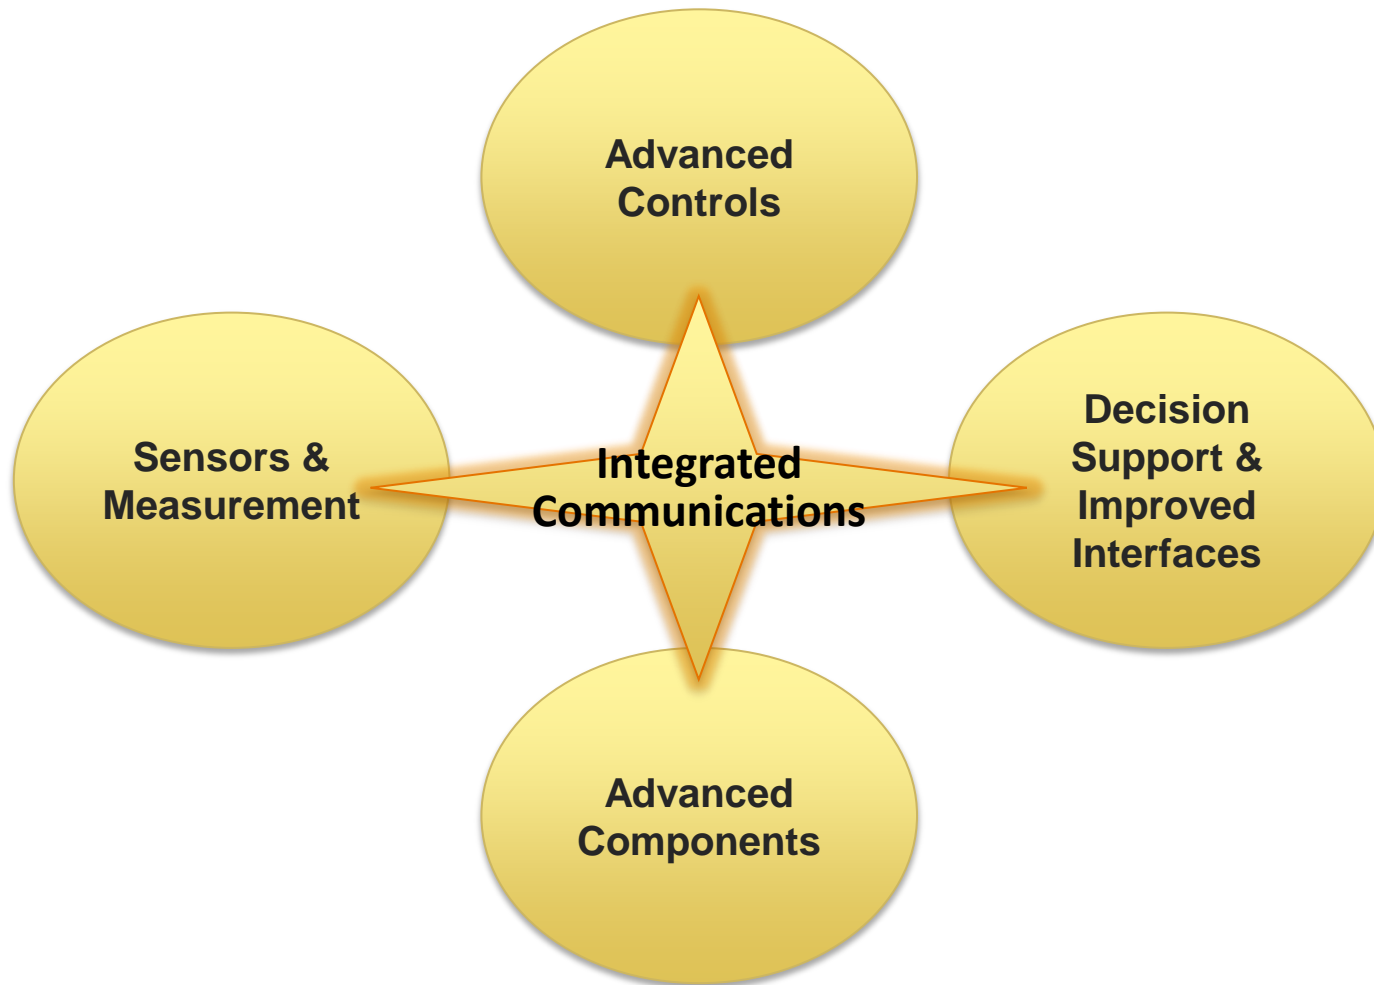 Advanced
Controls
Sensors &
Measurement
Integrated
Communications
Decision
Support &
Improved
Interfaces
Advanced
Components